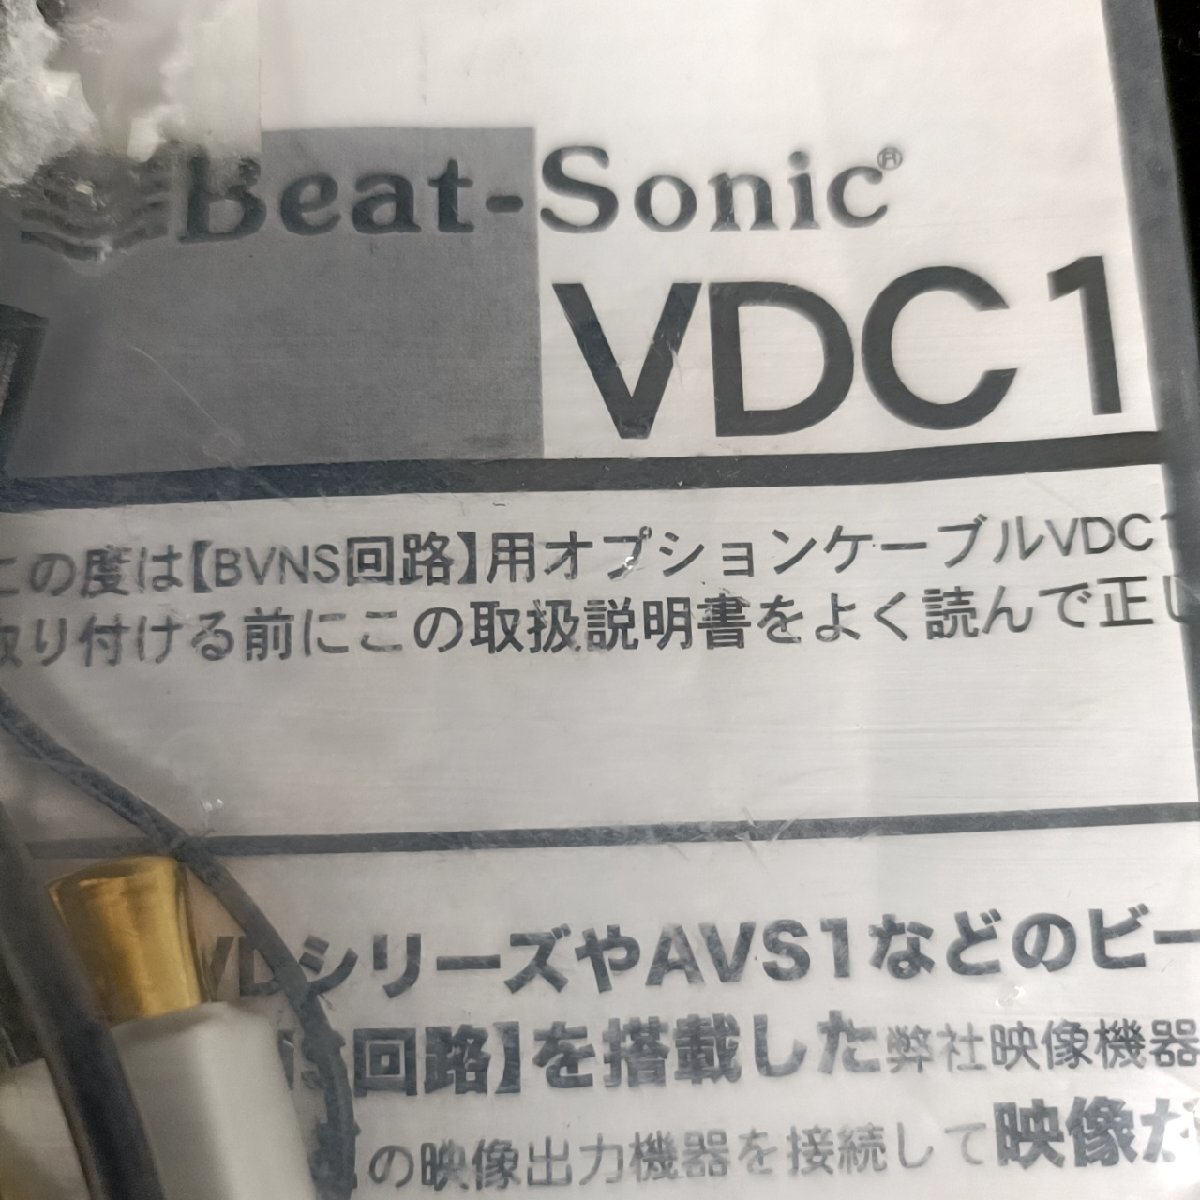 Beat-Sonic®
VDC1
この度は【BVNS回路】用オプションケーブルVDC1
取り付ける前にこの取扱説明書をよく読んで正し
VDシリーズやAVS1などのビー
回路】を搭載した弊社映像機器
の映像出力機器を接続して映像が